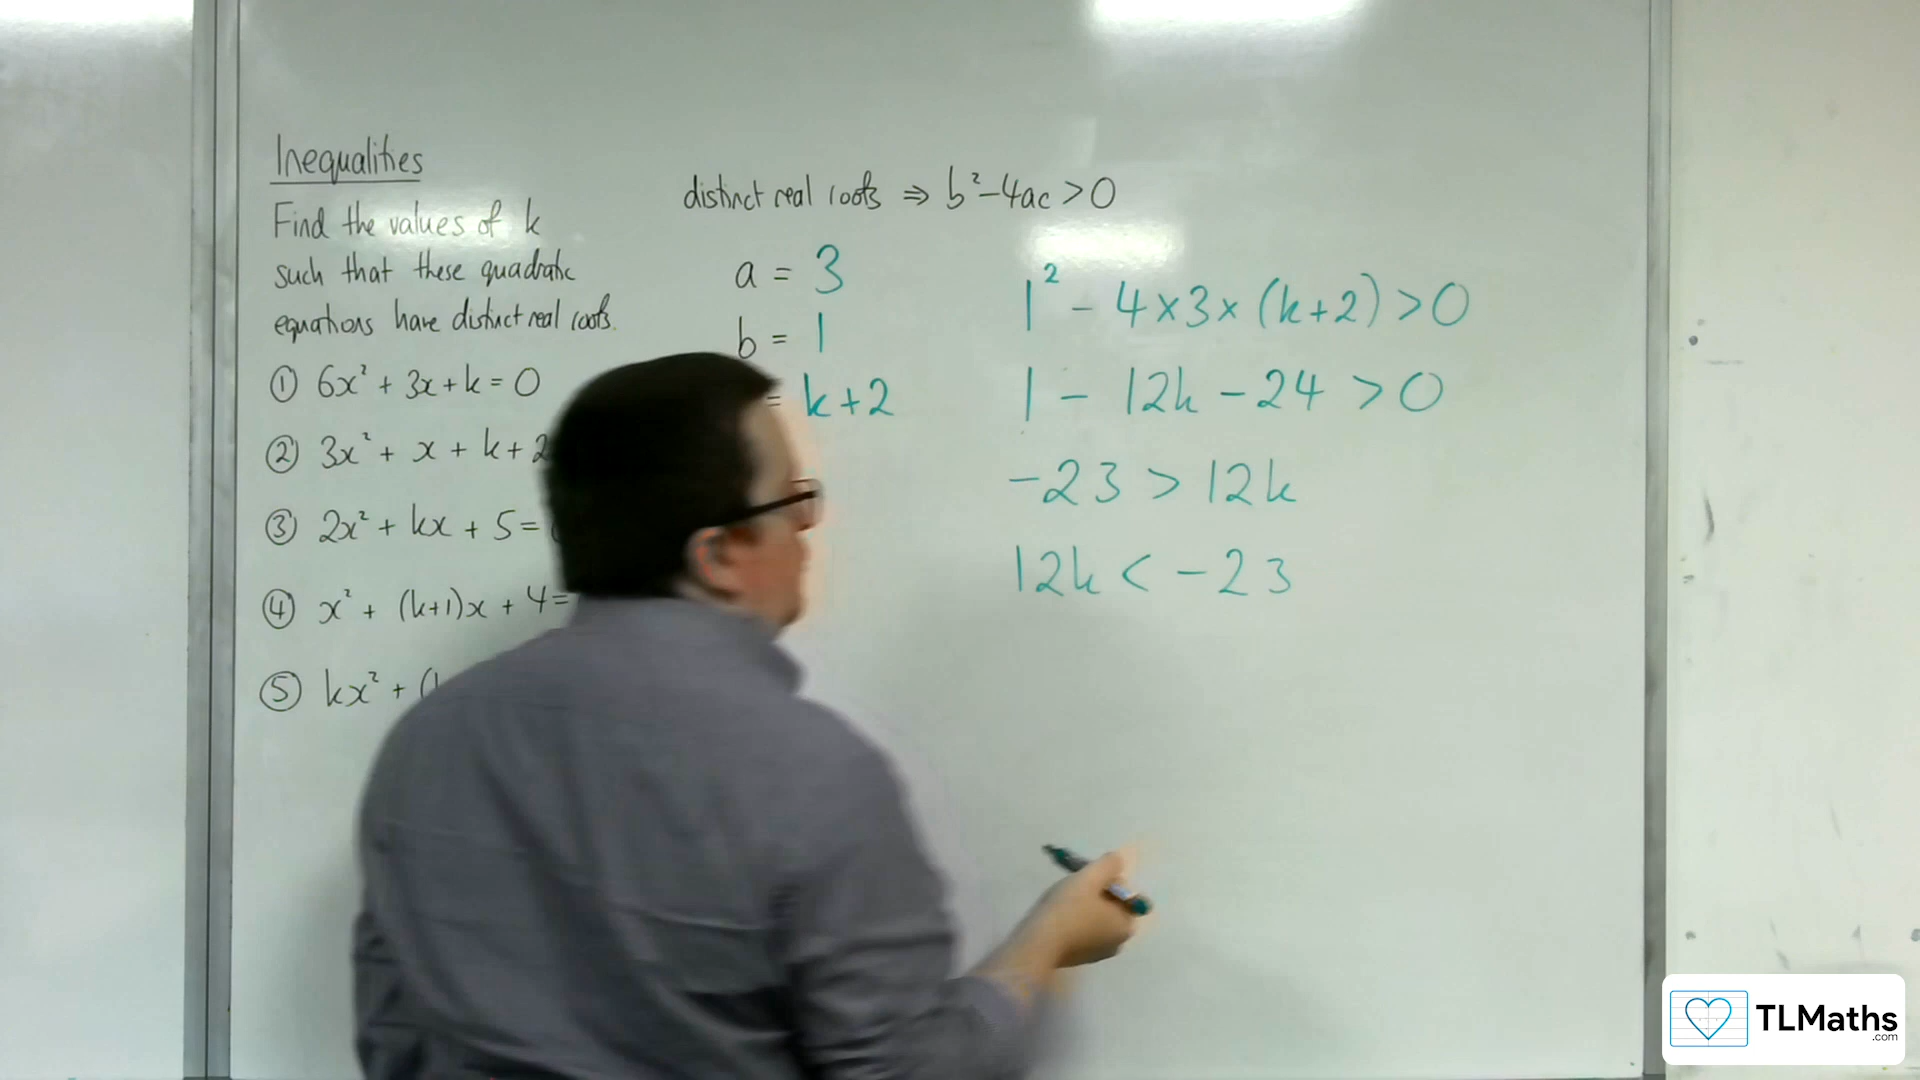 Inequalities
Find the values of k
such that these quadratic
equations have distinct real roots.
① 6x² + 3x + k = 0
② 3x² + x + k + 2
③ 2x² + kx + 5 =
④ x² + (k+1)x + 4 =
⑤ kx² + (
distinct real roots ⇒ b² - 4ac > 0
a = 3
b = 1
= k + 2
1² - 4 × 3 × (k+2) > 0
1 - 12k - 24 > 0
-23 > 12k
12k < -23
TLMaths
.com